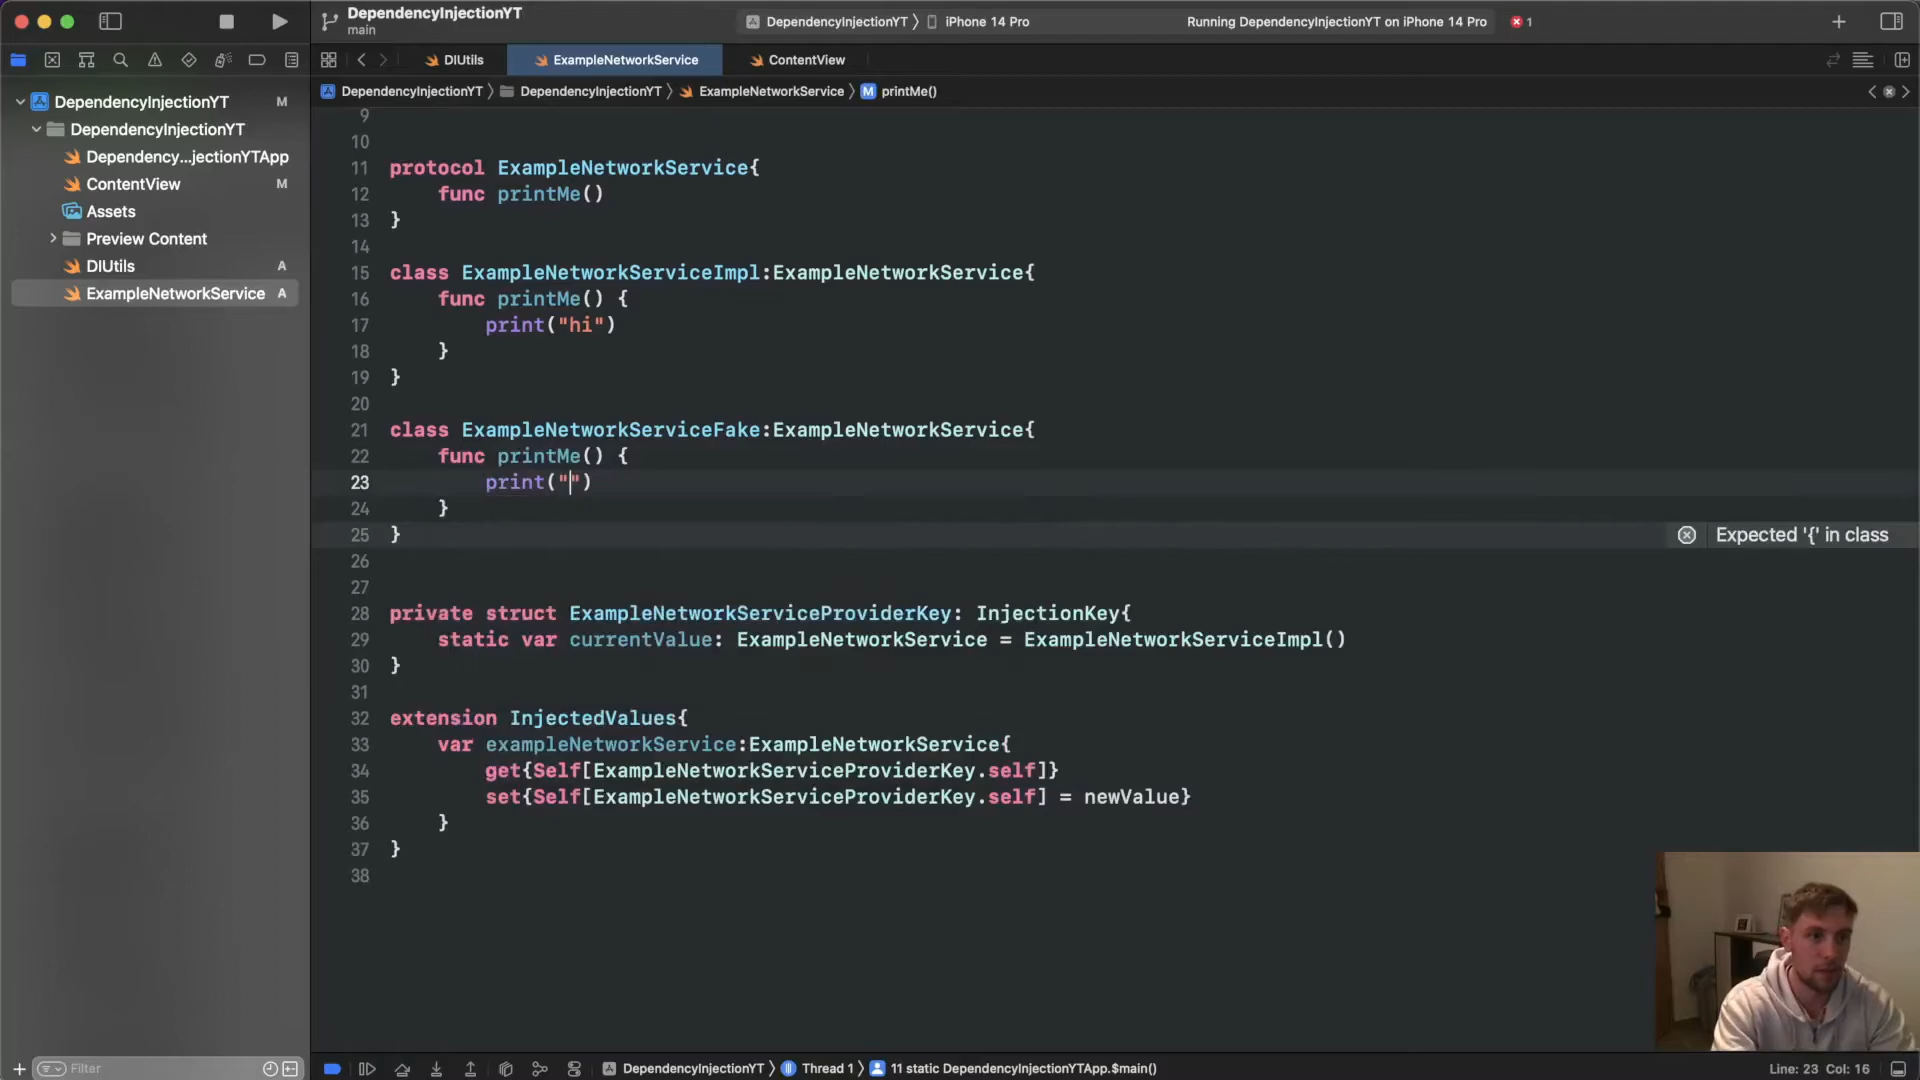 DependencyInjectionYT
main
DependencyInjectionYT 〉 iPhone 14 Pro
Running DependencyInjectionYT on iPhone 14 Pro
1
DIUtils
ExampleNetworkService
ContentView
DependencyInjectionYT 〉 DependencyInjectionYT 〉 ExampleNetworkService 〉 M printMe()
DependencyInjectionYT M
DependencyInjectionYT
Dependency...jectionYTApp
ContentView M
Assets
Preview Content
DIUtils A
ExampleNetworkService A
9
10
11 protocol ExampleNetworkService{
12 func printMe()
13 }
14
15 class ExampleNetworkServiceImpl:ExampleNetworkService{
16 func printMe() {
17 print("hi")
18 }
19 }
20
21 class ExampleNetworkServiceFake:ExampleNetworkService{
22 func printMe() {
23 print("")
24 }
25 }
Expected '{' in class
26
27
28 private struct ExampleNetworkServiceProviderKey: InjectionKey{
29 static var currentValue: ExampleNetworkService = ExampleNetworkServiceImpl()
30 }
31
32 extension InjectedValues{
33 var exampleNetworkService:ExampleNetworkService{
34 get{Self[ExampleNetworkServiceProviderKey.self]}
35 set{Self[ExampleNetworkServiceProviderKey.self] = newValue}
36 }
37 }
38
Filter
DependencyInjectionYT 〉 Thread 1 〉 11 static DependencyInjectionYTApp.$main()
Line: 23 Col: 16